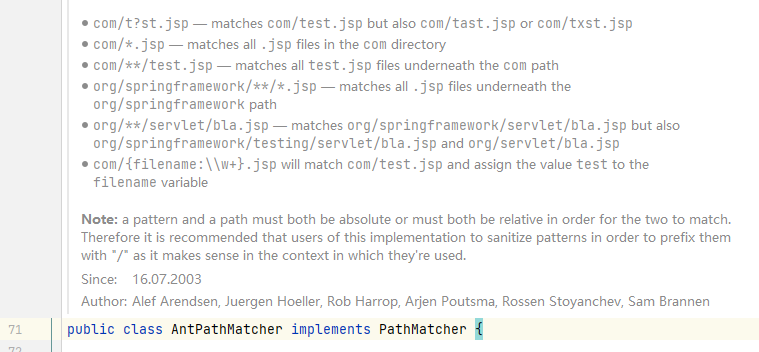 • com/t?st.jsp — matches com/test.jsp but also com/tast.jsp or com/txst.jsp
• com/*.jsp — matches all .jsp files in the com directory
• com/**/test.jsp — matches all test.jsp files underneath the com path
• org/springframework/**/*.jsp — matches all .jsp files underneath the
org/springframework path
• org/**/servlet/bla.jsp — matches org/springframework/servlet/bla.jsp but also
org/springframework/testing/servlet/bla.jsp and org/servlet/bla.jsp
• com/{filename:\\w+}.jsp will match com/test.jsp and assign the value test to the
filename variable
Note: a pattern and a path must both be absolute or must both be relative in order for the two to match.
Therefore it is recommended that users of this implementation to sanitize patterns in order to prefix them
with "/" as it makes sense in the context in which they're used.
Since: 16.07.2003
Author: Alef Arendsen, Juergen Hoeller, Rob Harrop, Arjen Poutsma, Rossen Stoyanchev, Sam Brannen
71 public class AntPathMatcher implements PathMatcher {
72